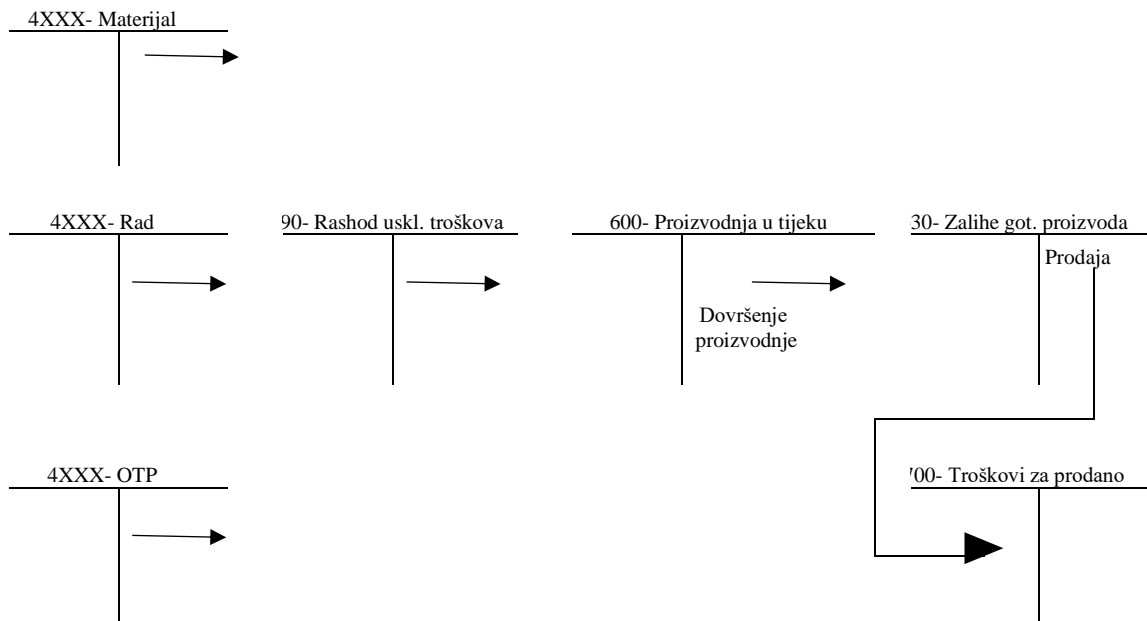 4XXX- Materijal
4XXX- Rad
90- Rashod uskl. troškova
600- Proizvodnja u tijeku
30- Zalihe got. proizvoda
Prodaja
Dovršenje
proizvodnje
4XXX- OTP
00- Troškovi za prodano